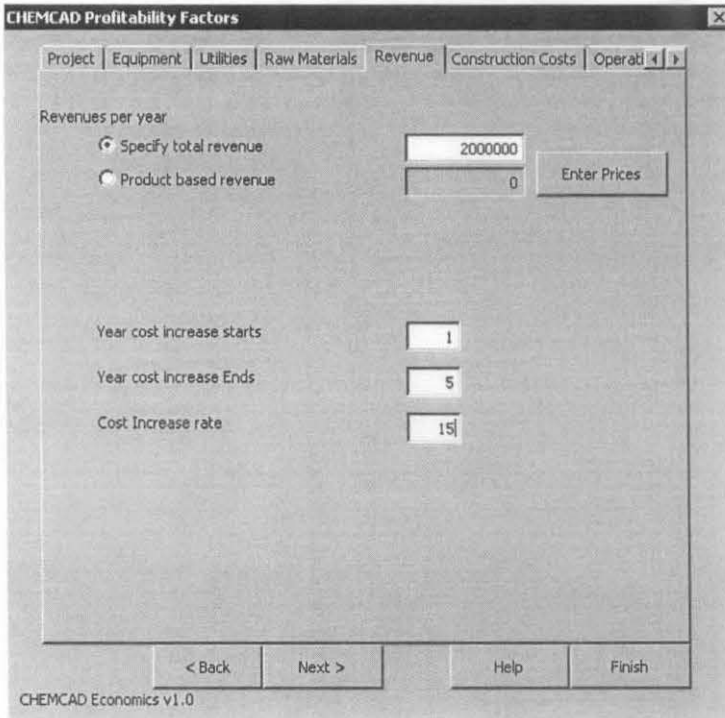 CHEMCAD Profitability Factors
Project Equipment Utilities Raw Materials Revenue Construction Costs Operati
Revenues per year
Specify total revenue 2000000
Product based revenue 0 Enter Prices
Year cost increase starts 1
Year cost Increase Ends 5
Cost Increase rate 15
< Back Next > Help Finish
CHEMCAD Economics v1.0